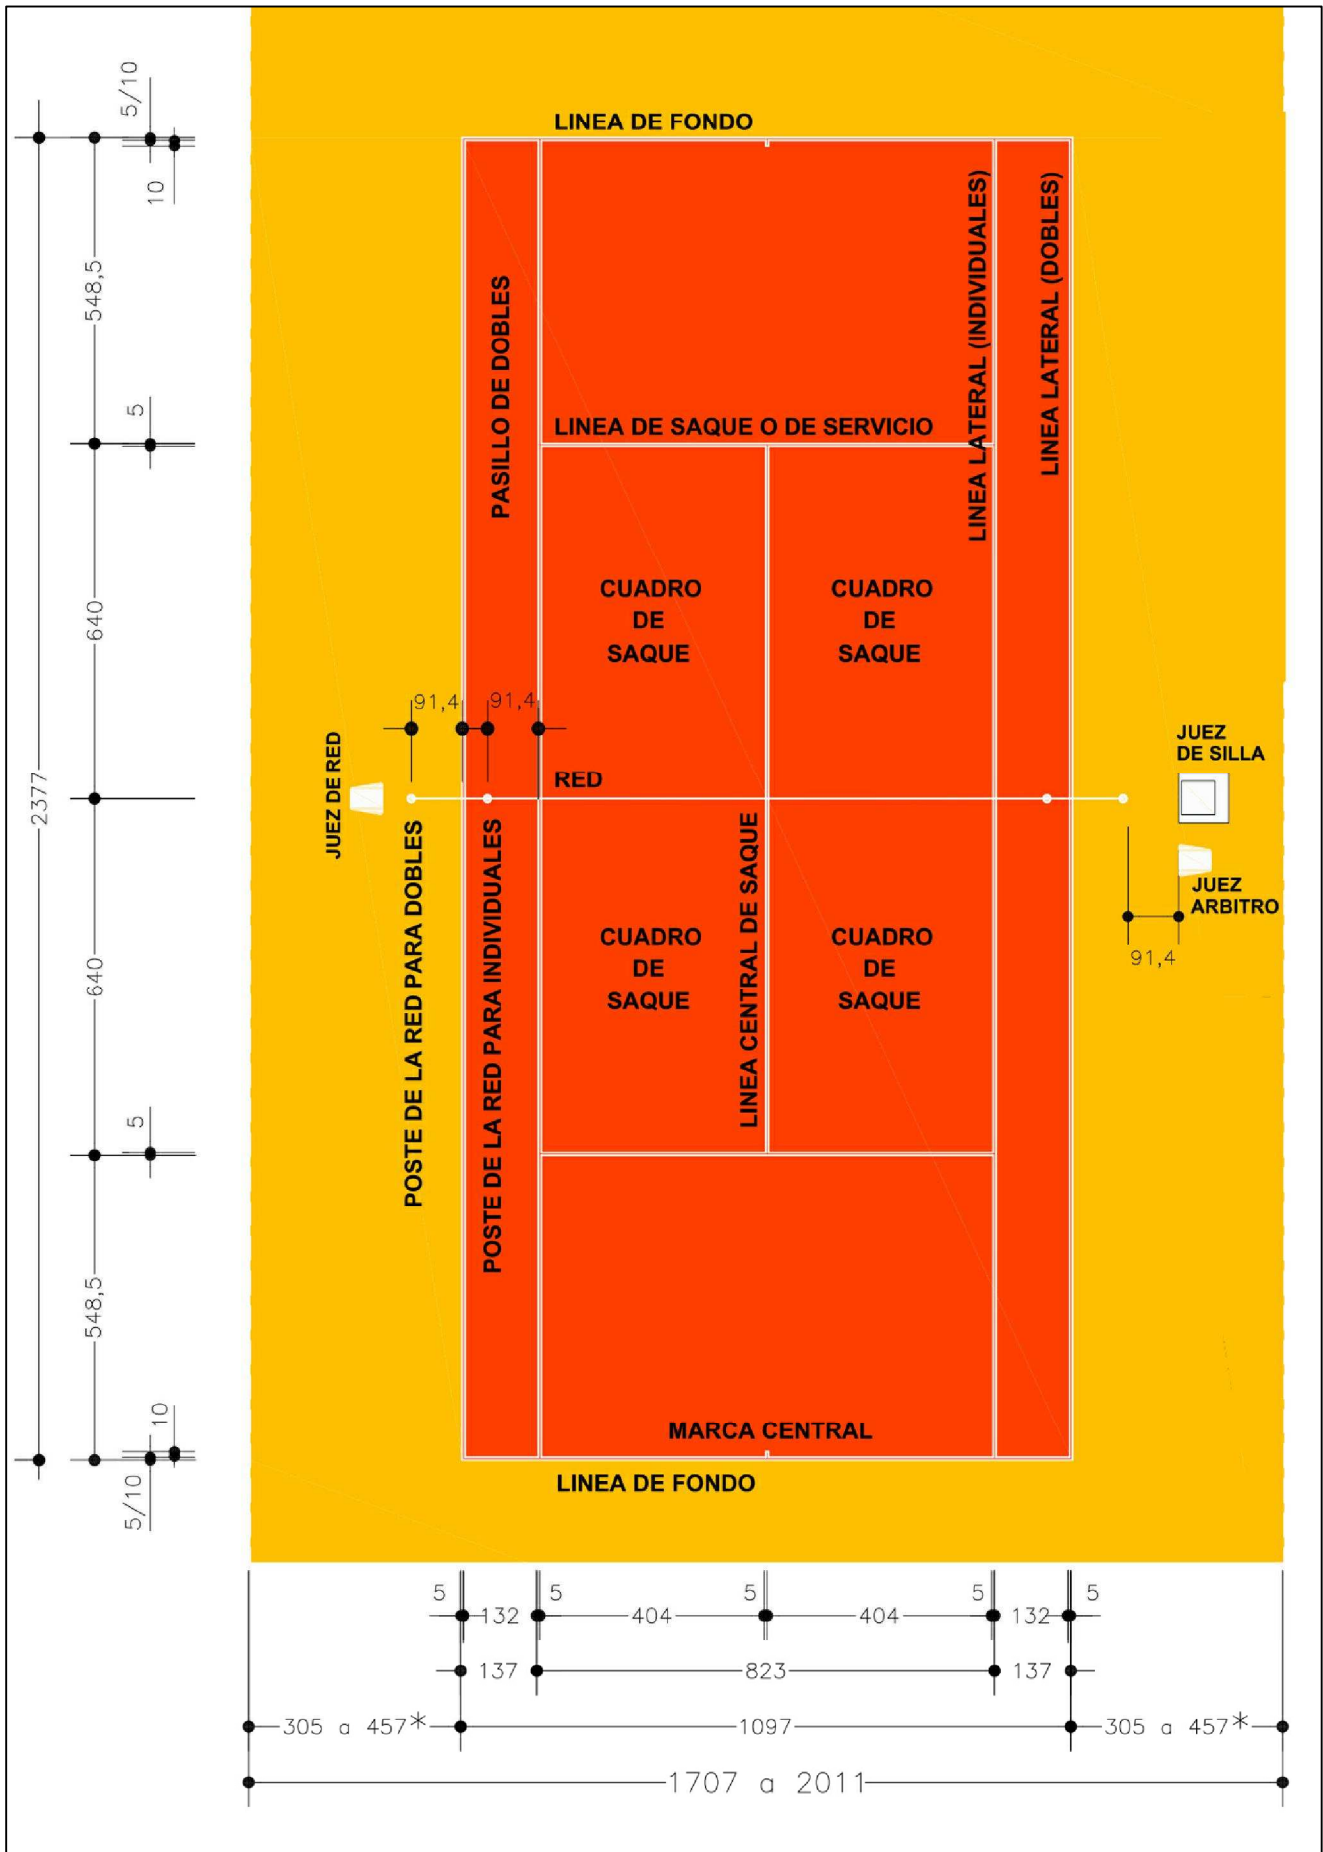 5/10
10
LINEA DE FONDO
548,5
PASILLO DE DOBLES
LINEA LATERAL (INDIVIDUALES)
LINEA LATERAL (DOBLES)
5
LINEA DE SAQUE O DE SERVICIO
640
CUADRO
DE
SAQUE
CUADRO
DE
SAQUE
91,4
91,4
2377
JUEZ DE RED
RED
JUEZ
DE SILLA
POSTE DE LA RED PARA DOBLES
POSTE DE LA RED PARA INDIVIDUALES
LINEA CENTRAL DE SAQUE
JUEZ
ARBITRO
91,4
640
CUADRO
DE
SAQUE
CUADRO
DE
SAQUE
5
548,5
10
5/10
MARCA CENTRAL
LINEA DE FONDO
5 132 5 404 5 404 5 132 5
137 823 137
305 a 457* 1097 305 a 457*
1707 a 2011